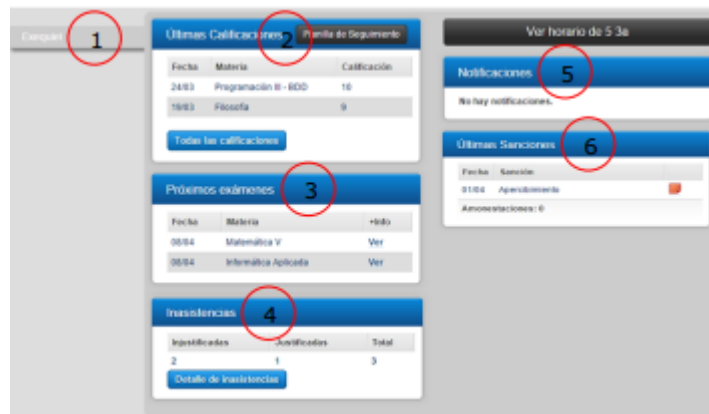 Ezequiel
1
Últimas Calificaciones
2
Planilla de Seguimiento
Fecha Materia Calificación
24/03 Programación III - BDD 10
19/03 Filosofía 9
Todas las calificaciones
Próximos exámenes
3
Fecha Materia +Info
08/04 Matemática V Ver
08/04 Informática Aplicada Ver
Inasistencias
4
Injustificadas Justificadas Total
2 1 3
Detalle de inasistencias
Ver horario de 5 3a
Notificaciones
5
No hay notificaciones.
Últimas Sanciones
6
Fecha Sanción
01/04 Apercibimiento
Amonestaciones: 0